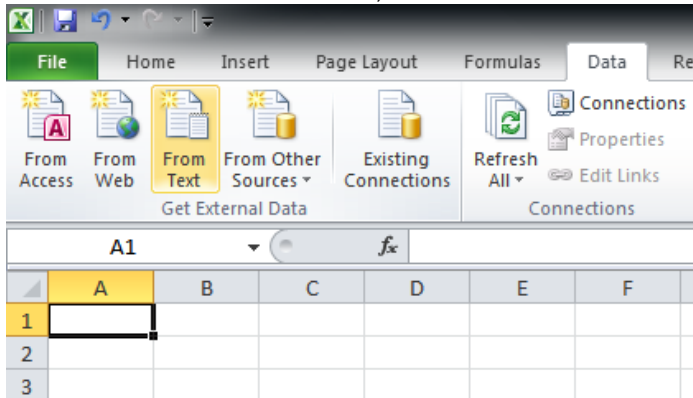 File Home Insert Page Layout Formulas Data Re
From Access From Web From Text From Other Sources Existing Connections Refresh All Connections
Properties
Edit Links
Get External Data Connections
A1 fx
A B C D E F
1
2
3